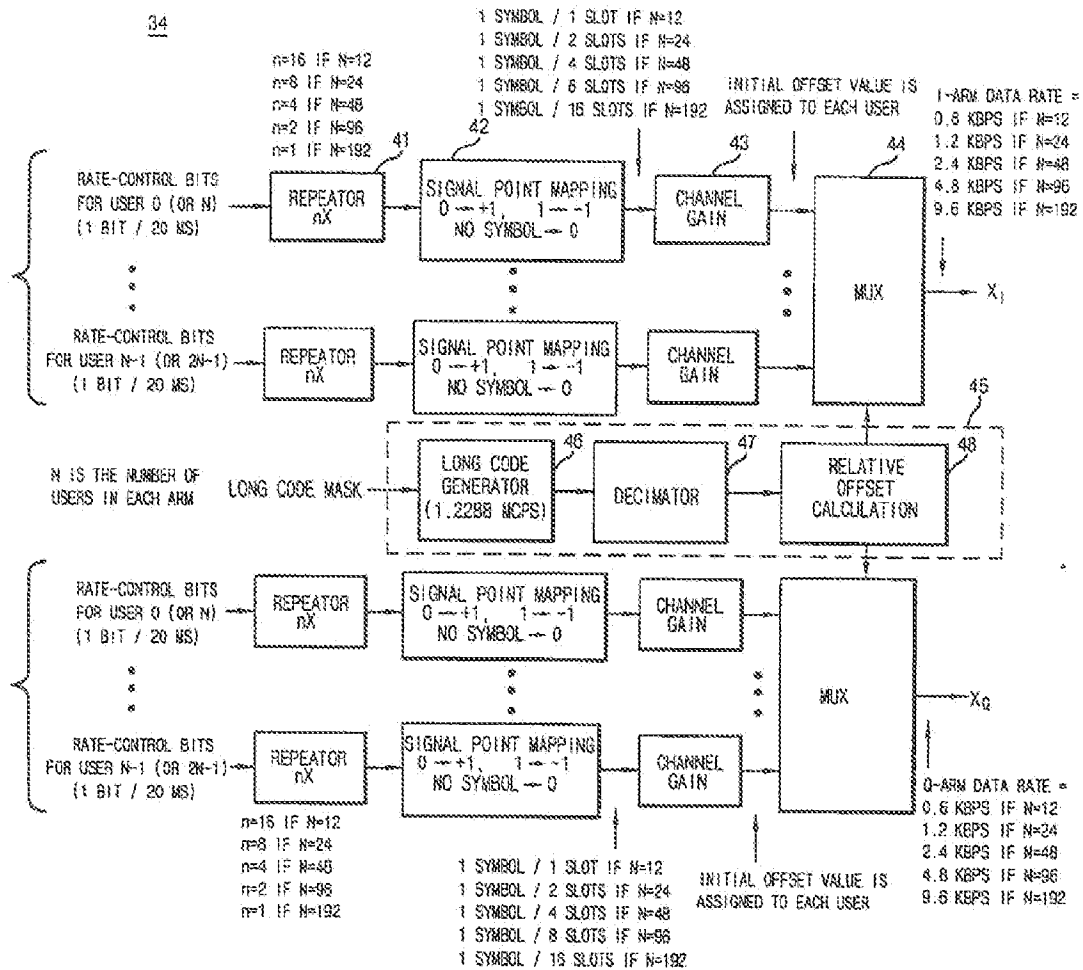 34
n=16 IF N=12
n=8 IF N=24
n=4 IF N=48
n=2 IF N=96
n=1 IF N=192
1 SYMBOL / 1 SLOT IF N=12
1 SYMBOL / 2 SLOTS IF N=24
1 SYMBOL / 4 SLOTS IF N=48
1 SYMBOL / 8 SLOTS IF N=96
1 SYMBOL / 16 SLOTS IF N=192
INITIAL OFFSET VALUE IS
ASSIGNED TO EACH USER
I-ARM DATA RATE =
0.6 KBPS IF N=12
1.2 KBPS IF N=24
2.4 KBPS IF N=48
4.8 KBPS IF N=96
9.6 KBPS IF N=192
41
42
43
44
RATE-CONTROL BITS
FOR USER 0 (OR N)
(1 BIT / 20 MS)
REPEATOR
nX
SIGNAL POINT MAPPING
0 → +1, 1 → -1
NO SYMBOL → 0
CHANNEL
GAIN
MUX
XI
RATE-CONTROL BITS
FOR USER N-1 (OR 2N-1)
(1 BIT / 20 MS)
REPEATOR
nX
SIGNAL POINT MAPPING
0 → +1, 1 → -1
NO SYMBOL → 0
CHANNEL
GAIN
45
46
47
48
N IS THE NUMBER OF
USERS IN EACH ARM
LONG CODE MASK
LONG CODE
GENERATOR
(1.2288 MCPS)
DECIMATOR
RELATIVE
OFFSET
CALCULATION
RATE-CONTROL BITS
FOR USER 0 (OR N)
(1 BIT / 20 MS)
REPEATOR
nX
SIGNAL POINT MAPPING
0 → +1, 1 → -1
NO SYMBOL → 0
CHANNEL
GAIN
MUX
XQ
RATE-CONTROL BITS
FOR USER N-1 (OR 2N-1)
(1 BIT / 20 MS)
REPEATOR
nX
SIGNAL POINT MAPPING
0 → +1, 1 → -1
NO SYMBOL → 0
CHANNEL
GAIN
n=16 IF N=12
n=8 IF N=24
n=4 IF N=48
n=2 IF N=96
n=1 IF N=192
1 SYMBOL / 1 SLOT IF N=12
1 SYMBOL / 2 SLOTS IF N=24
1 SYMBOL / 4 SLOTS IF N=48
1 SYMBOL / 8 SLOTS IF N=96
1 SYMBOL / 16 SLOTS IF N=192
INITIAL OFFSET VALUE IS
ASSIGNED TO EACH USER
Q-ARM DATA RATE =
0.6 KBPS IF N=12
1.2 KBPS IF N=24
2.4 KBPS IF N=48
4.8 KBPS IF N=96
9.6 KBPS IF N=192